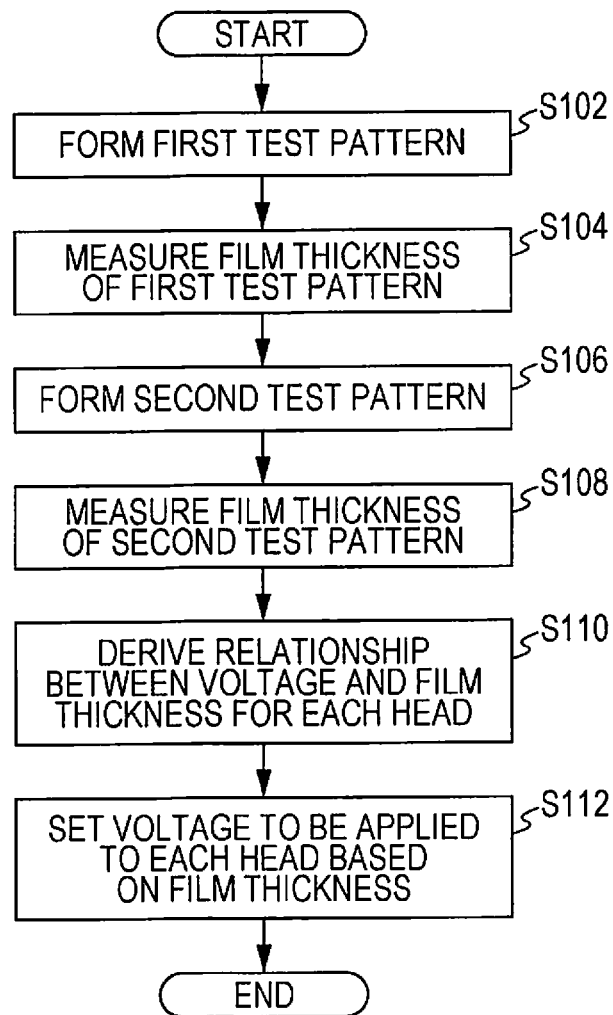 START
S102
FORM FIRST TEST PATTERN
S104
MEASURE FILM THICKNESS
OF FIRST TEST PATTERN
S106
FORM SECOND TEST PATTERN
S108
MEASURE FILM THICKNESS
OF SECOND TEST PATTERN
S110
DERIVE RELATIONSHIP
BETWEEN VOLTAGE AND FILM
THICKNESS FOR EACH HEAD
S112
SET VOLTAGE TO BE APPLIED
TO EACH HEAD BASED
ON FILM THICKNESS
END